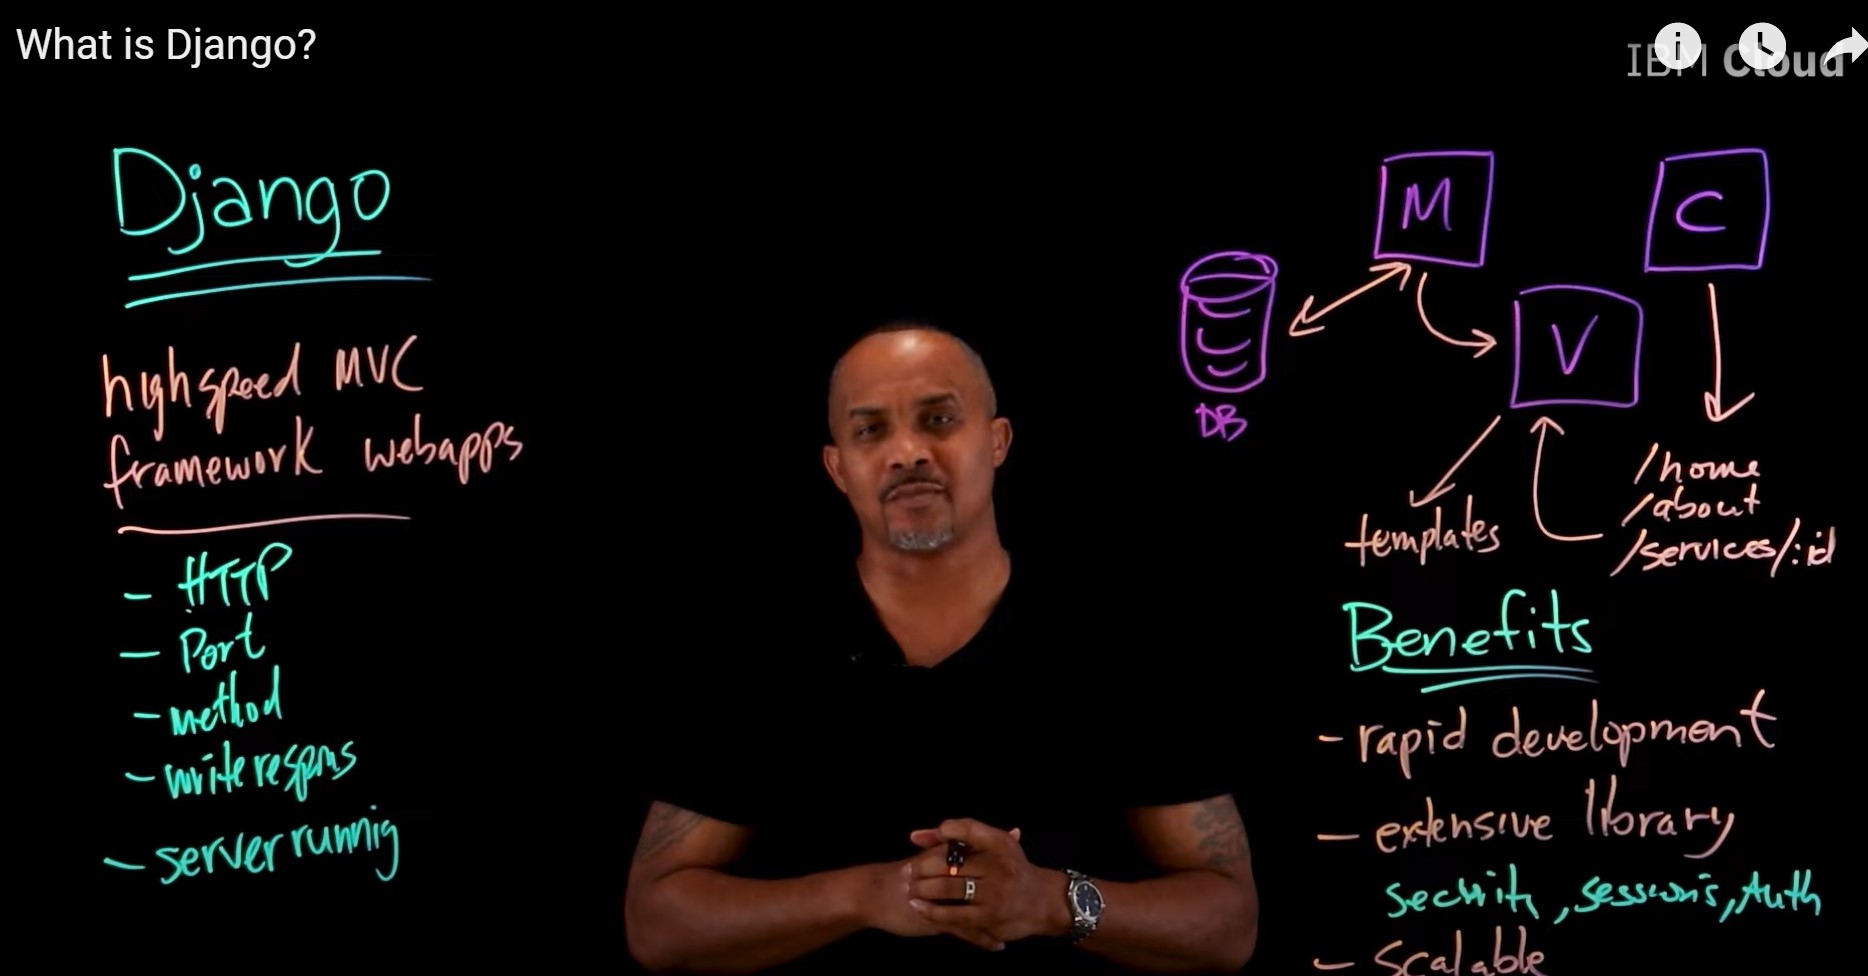 What is Django?
IBM Cloud
Django
highspeed MVC
framework webapps
- HTTP
- Port
- method
- write respons
- server runnig
M
C
V
DB
templates
/home
/about
/services/:id
Benefits
- rapid development
- extensive library
security, sessions, Auth
- Scalable